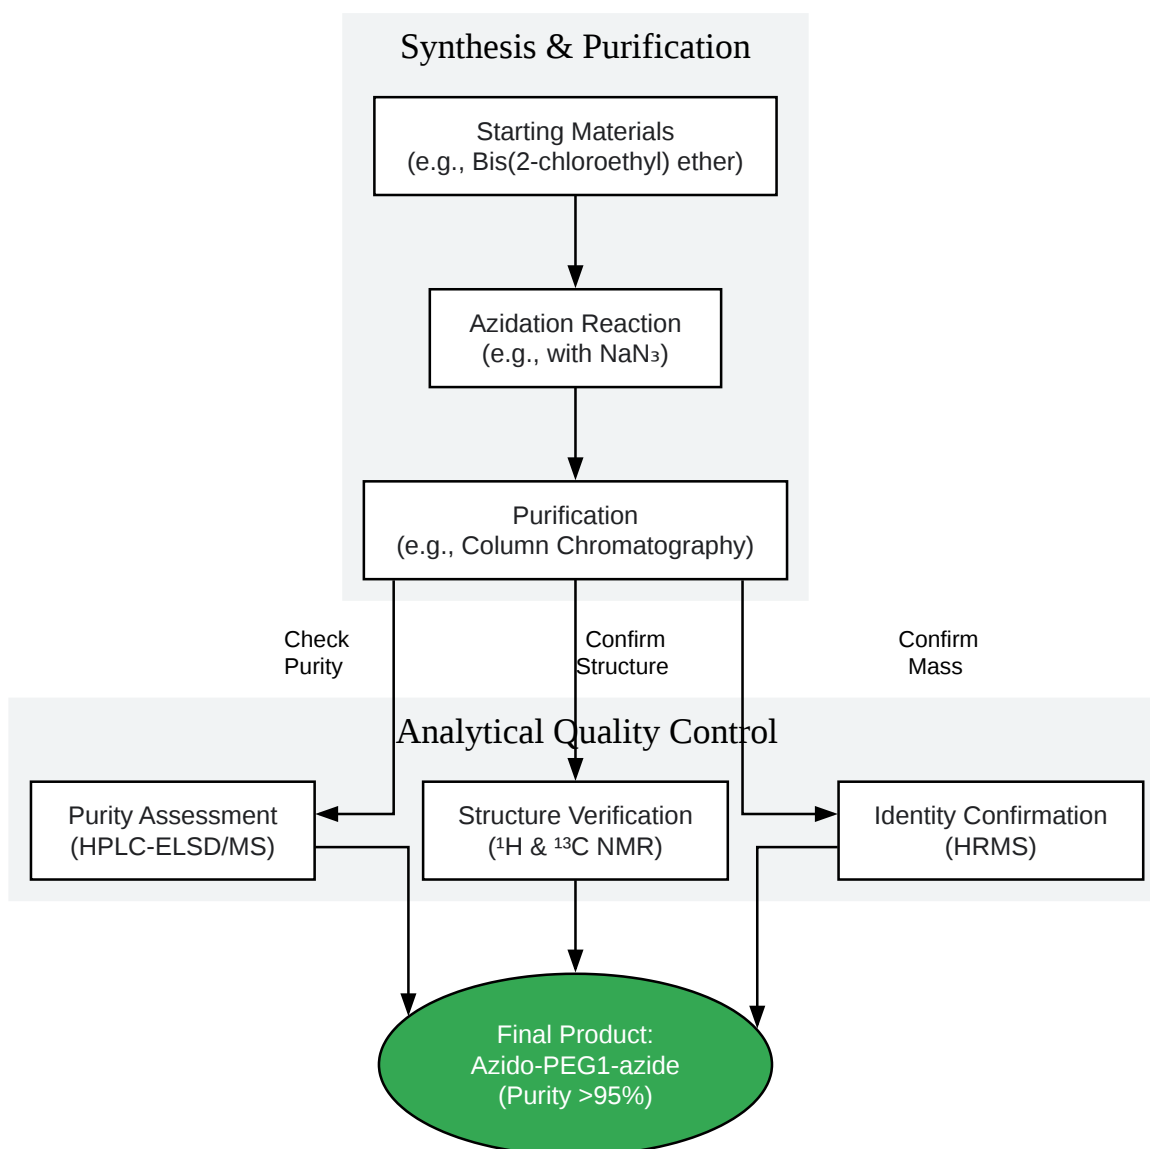 Synthesis & Purification
Starting Materials
(e.g., Bis(2-chloroethyl) ether)
Azidation Reaction
(e.g., with NaN₃)
Purification
(e.g., Column Chromatography)
Check
Purity
Confirm
Structure
Confirm
Mass
Analytical Quality Control
Purity Assessment
(HPLC-ELSD/MS)
Structure Verification
(¹H & ¹³C NMR)
Identity Confirmation
(HRMS)
Final Product:
Azido-PEG1-azide
(Purity >95%)